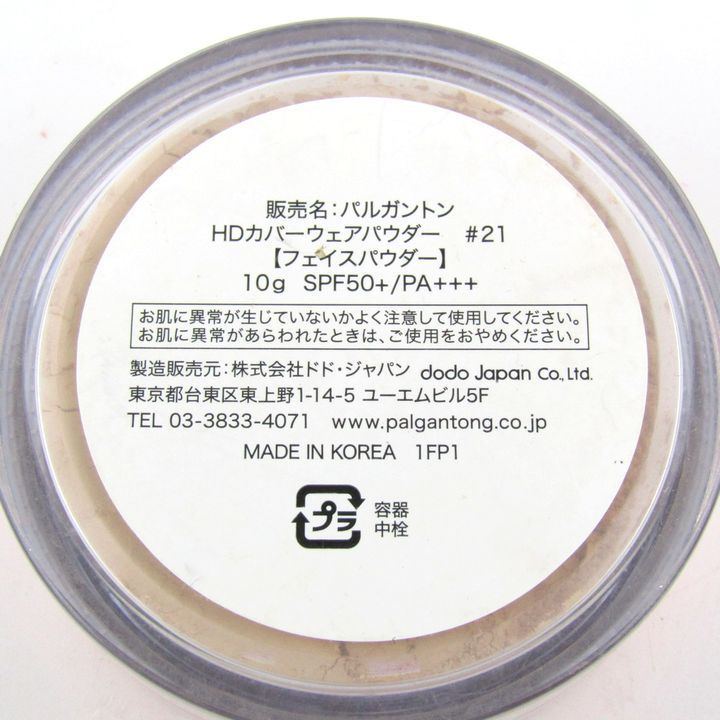 販売名:パルガントン
HDカバーウェアパウダー #21
【フェイスパウダー】
10g SPF50+/PA+++
お肌に異常が生じていないかよく注意して使用してください。
お肌に異常があらわれたときは、ご使用をおやめください。
製造販売元:株式会社ドド・ジャパン dodo Japan Co.,Ltd.
東京都台東区東上野1-14-5 ユーエムビル5F
TEL 03-3833-4071 www.palgantong.co.jp
MADE IN KOREA 1FP1
プラ 容器
中栓